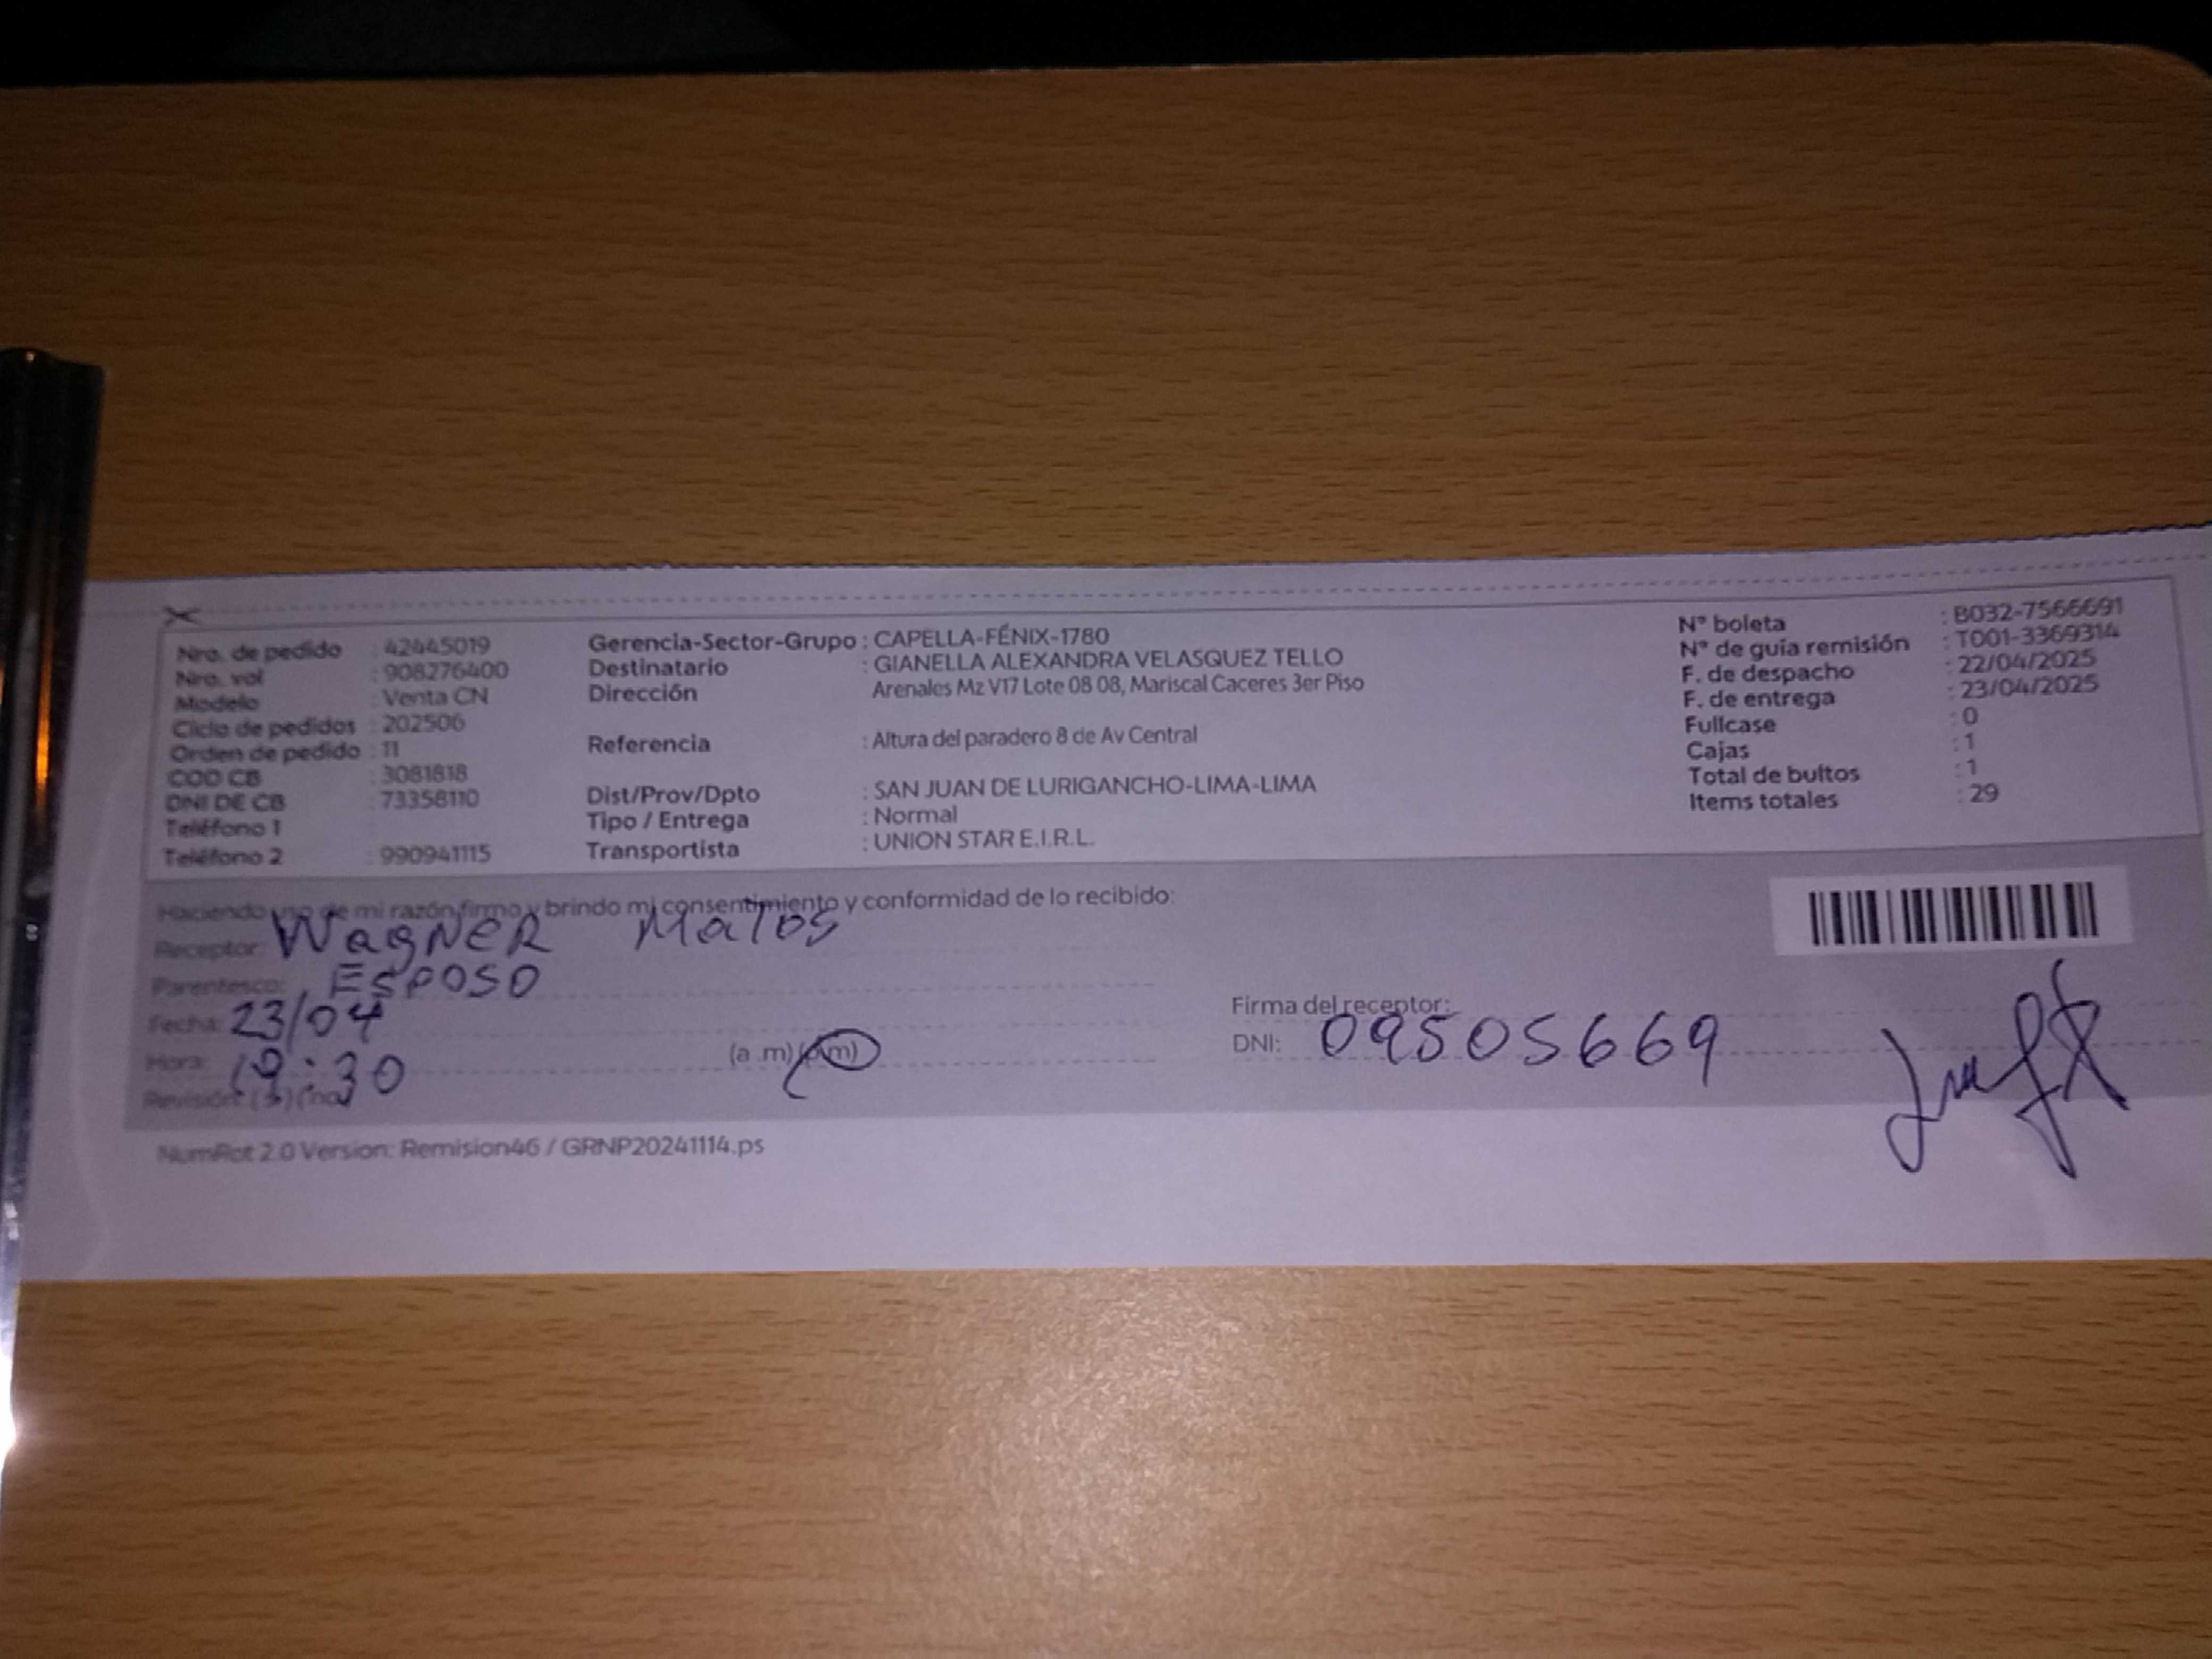 Nro. de pedido : 42445019
Nro. vol : 908276400
Modelo : Venta CN
Ciclo de pedidos : 202506
Orden de pedido : 11
COD CB : 3081818
DNI DE CB : 73358110
Teléfono 1
Teléfono 2 : 990941115
Gerencia-Sector-Grupo : CAPELLA-FÉNIX-1780
Destinatario : GIANELLA ALEXANDRA VELASQUEZ TELLO
Dirección Arenales Mz V17 Lote 08 08, Mariscal Caceres 3er Piso
Referencia : Altura del paradero 8 de Av Central
Dist/Prov/Dpto : SAN JUAN DE LURIGANCHO-LIMA-LIMA
Tipo / Entrega : Normal
Transportista : UNION STAR E.I.R.L.
N° boleta : B032-7566691
N° de guía remisión : T001-3369314
F. de despacho : 22/04/2025
F. de entrega : 23/04/2025
Fullcase : 0
Cajas : 1
Total de bultos : 1
Items totales : 29
Haciendo uso de mi razón firmo y brindo mi consentimiento y conformidad de lo recibido:
Receptor: WagNeR Matos
Parentesco: Esposo
Fecha: 23/04
Hora: 19:30 (a .m) (p.m)
Revisión: (s) (no)
Firma del receptor:
DNI: 09505669
NumRot 2.0 Version: Remision46 / GRNP20241114.ps